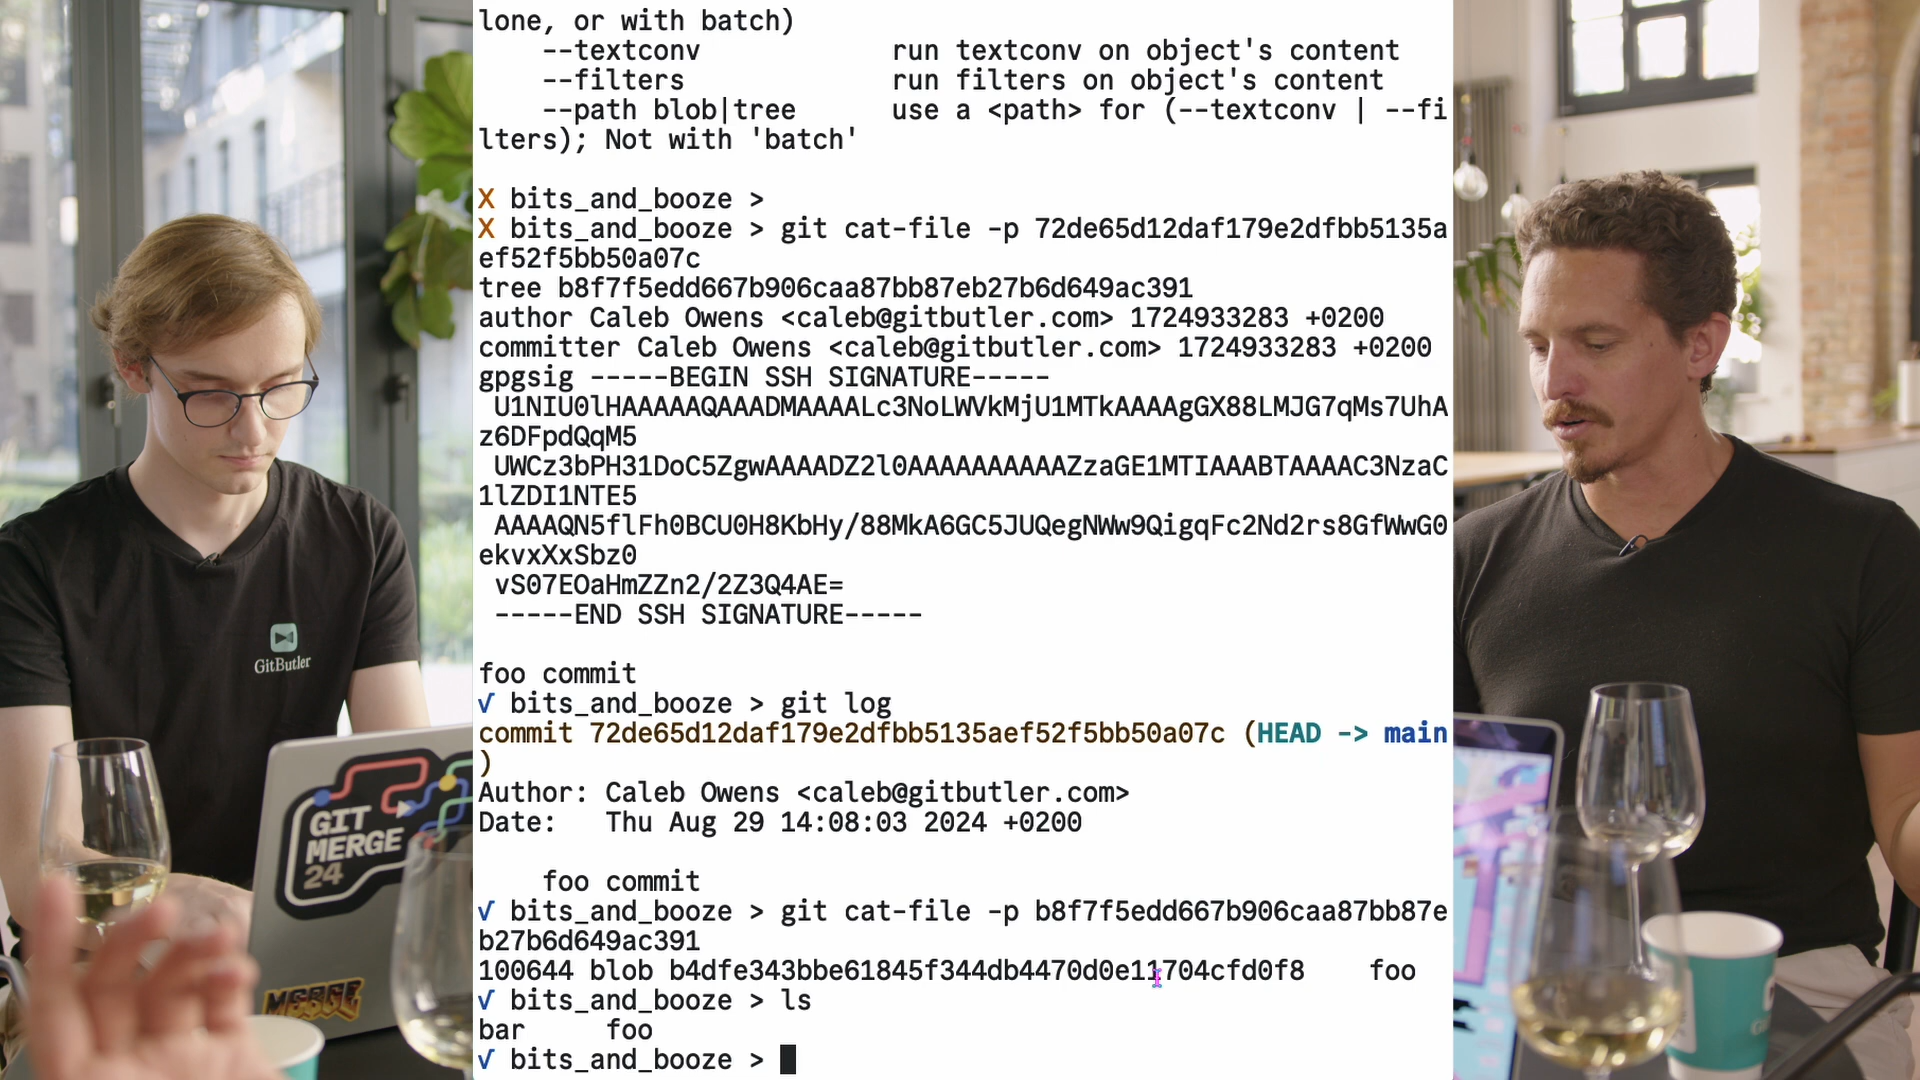 lone, or with batch)
--textconv run textconv on object's content
--filters run filters on object's content
--path blob|tree use a <path> for (--textconv | --fi
lters); Not with 'batch'
X bits_and_booze >
X bits_and_booze > git cat-file -p 72de65d12daf179e2dfbb5135a
ef52f5bb50a07c
tree b8f7f5edd667b906caa87bb87eb27b6d649ac391
author Caleb Owens <caleb@gitbutler.com> 1724933283 +0200
committer Caleb Owens <caleb@gitbutler.com> 1724933283 +0200
gpgsig -----BEGIN SSH SIGNATURE-----
U1NIU0lHAAAAAQAAADMAAAALc3NoLWVkMjU1MTkAAAAgGX88LMJG7qMs7UhA
z6DFpdQqM5
UWCz3bPH31DoC5ZgwAAAADZ2l0AAAAAAAAAAZzaGE1MTIAAABTAAAAC3NzaC
1lZDI1NTE5
AAAAQN5flFh0BCU0H8KbHy/88MkA6GC5JUQegNWw9QigqFc2Nd2rs8GfWwG0
ekvxXxSbz0
vS07EOaHmZZn2/2Z3Q4AE=
-----END SSH SIGNATURE-----
foo commit
√ bits_and_booze > git log
commit 72de65d12daf179e2dfbb5135aef52f5bb50a07c (HEAD -> main
)
Author: Caleb Owens <caleb@gitbutler.com>
Date: Thu Aug 29 14:08:03 2024 +0200
foo commit
√ bits_and_booze > git cat-file -p b8f7f5edd667b906caa87bb87e
b27b6d649ac391
100644 blob b4dfe343bbe61845f344db4470d0e11704cfd0f8 foo
√ bits_and_booze > ls
bar foo
√ bits_and_booze >
GitButler
GIT
MERGE
24
MERGE